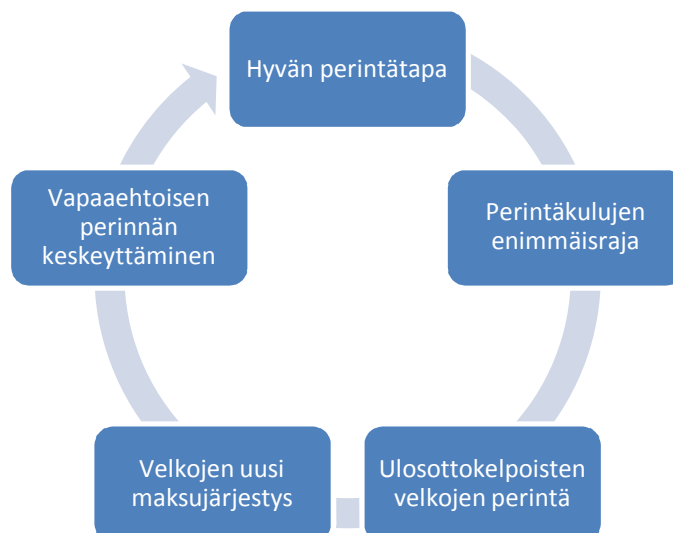 Hyvän perintätapa
Perintäkulujen
enimmäisraja
Ulosottokelpoisten
velkojen perintä
Velkojen uusi
maksujärjestys
Vapaaehtoisen
perinnän
keskeyttäminen